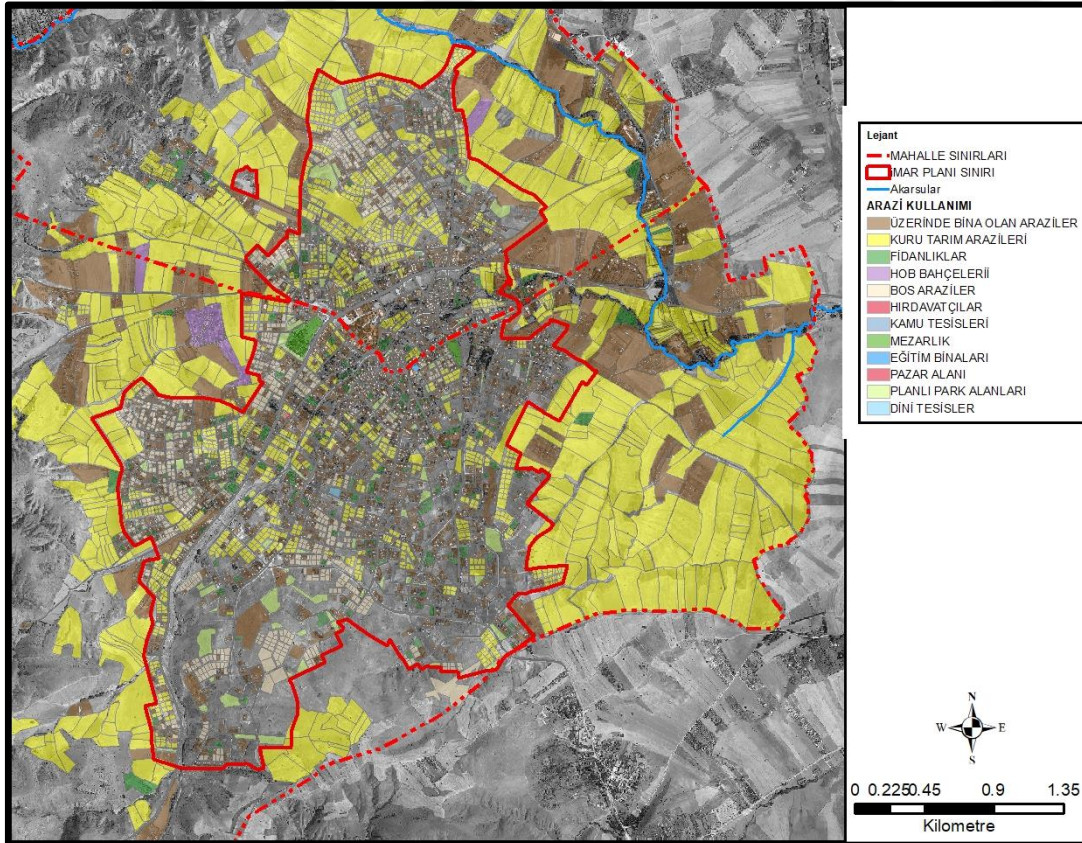 Lejant
MAHALLE SINIRLARI
İMAR PLANI SINIRI
Akarsular
ARAZİ KULLANIMI
ÜZERİNDE BİNA OLAN ARAZİLER
KURU TARIM ARAZİLERİ
FİDANLIKLAR
HOB BAHÇELERİİ
BOS ARAZİLER
HIRDAVATÇILAR
KAMU TESİSLERİ
MEZARLIK
EĞİTİM BİNALARI
PAZAR ALANI
PLANLI PARK ALANLARI
DİNİ TESİSLER
N
W E
S
0 0.225 0.45 0.9 1.35
Kilometre